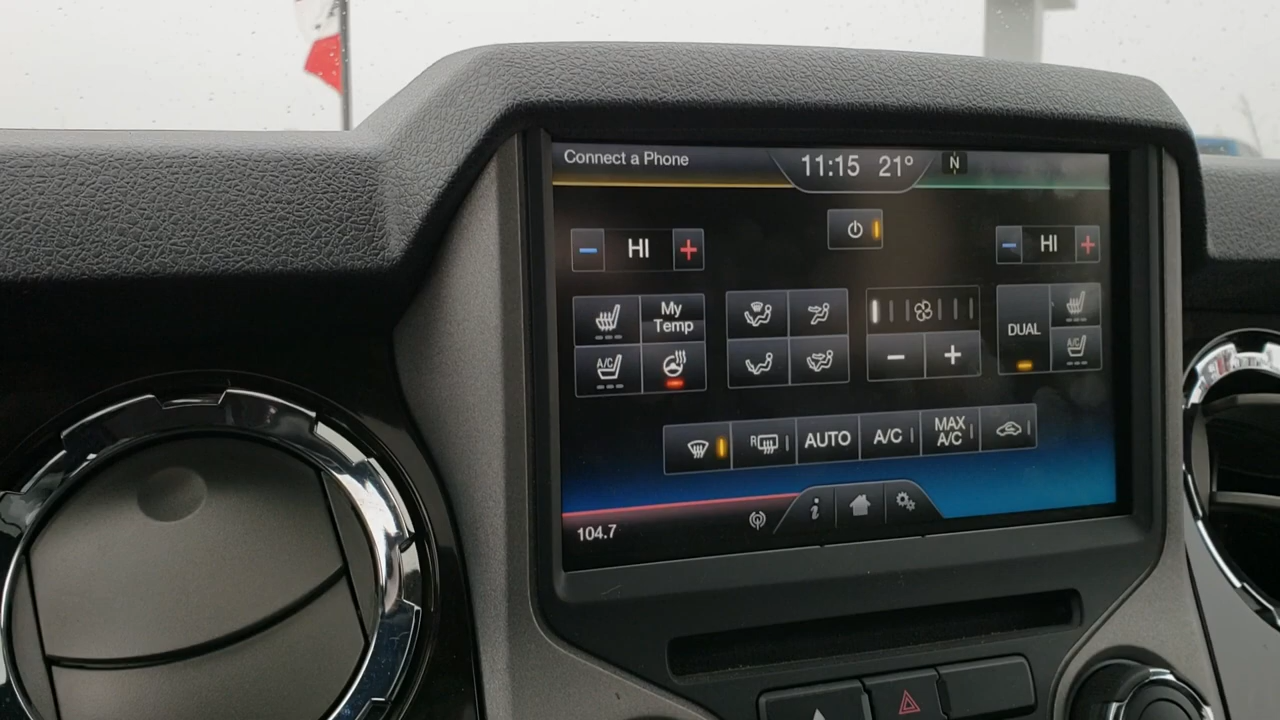 Connect a Phone
11:15 21° N
HI
HI
My
Temp
DUAL
A/C
A/C
R
AUTO
A/C
MAX
A/C
104.7
i